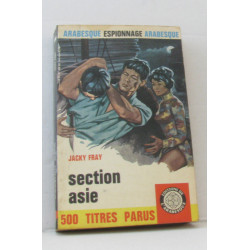 ARABESQUE ESPIONNAGE ARABESQUE
JACKY FRAY
section
asie
500 TITRES PARUS